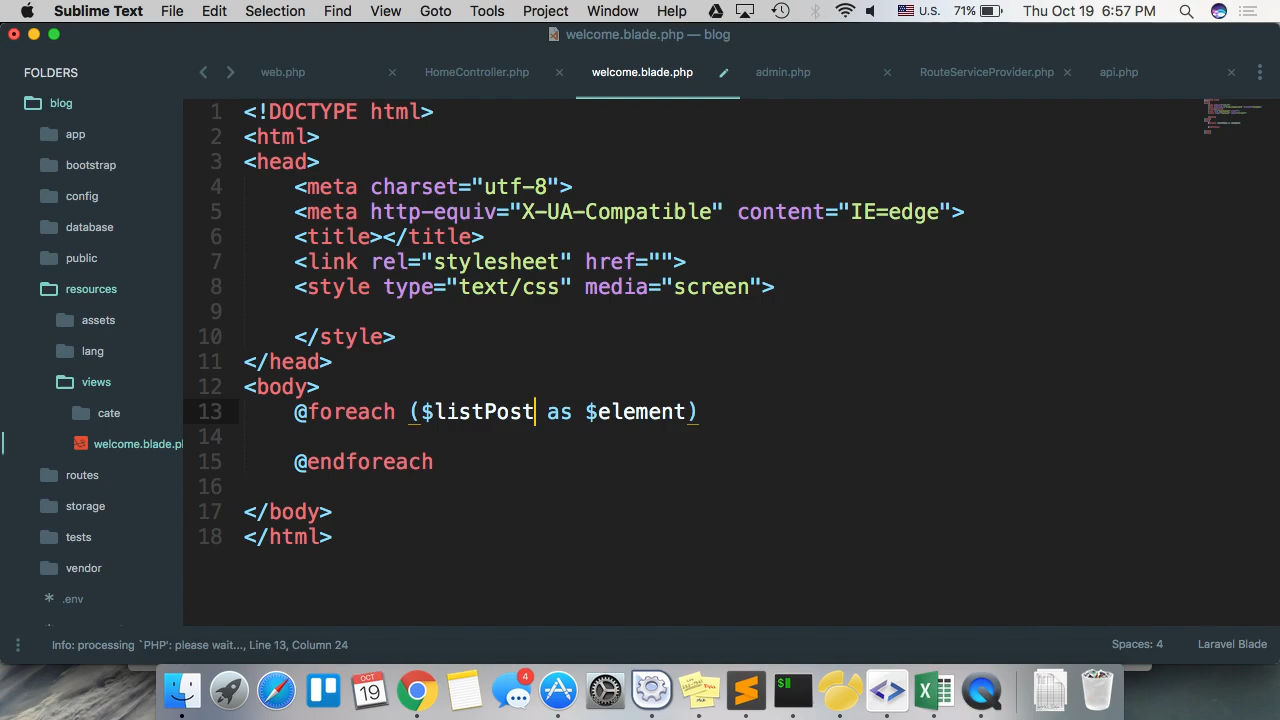 Sublime Text File Edit Selection Find View Goto Tools Project Window Help U.S. 71% Thu Oct 19 6:57 PM
welcome.blade.php — blog
FOLDERS
web.php HomeController.php welcome.blade.php admin.php RouteServiceProvider.php api.php
blog
app
bootstrap
config
database
public
resources
assets
lang
views
cate
welcome.blade.ph
routes
storage
tests
vendor
.env
1 <!DOCTYPE html>
2 <html>
3 <head>
4 <meta charset="utf-8">
5 <meta http-equiv="X-UA-Compatible" content="IE=edge">
6 <title></title>
7 <link rel="stylesheet" href="">
8 <style type="text/css" media="screen">
9
10 </style>
11 </head>
12 <body>
13 @foreach ($listPost as $element)
14
15 @endforeach
16
17 </body>
18 </html>
Info: processing `PHP': please wait..., Line 13, Column 24 Spaces: 4 Laravel Blade
OCT
19
4